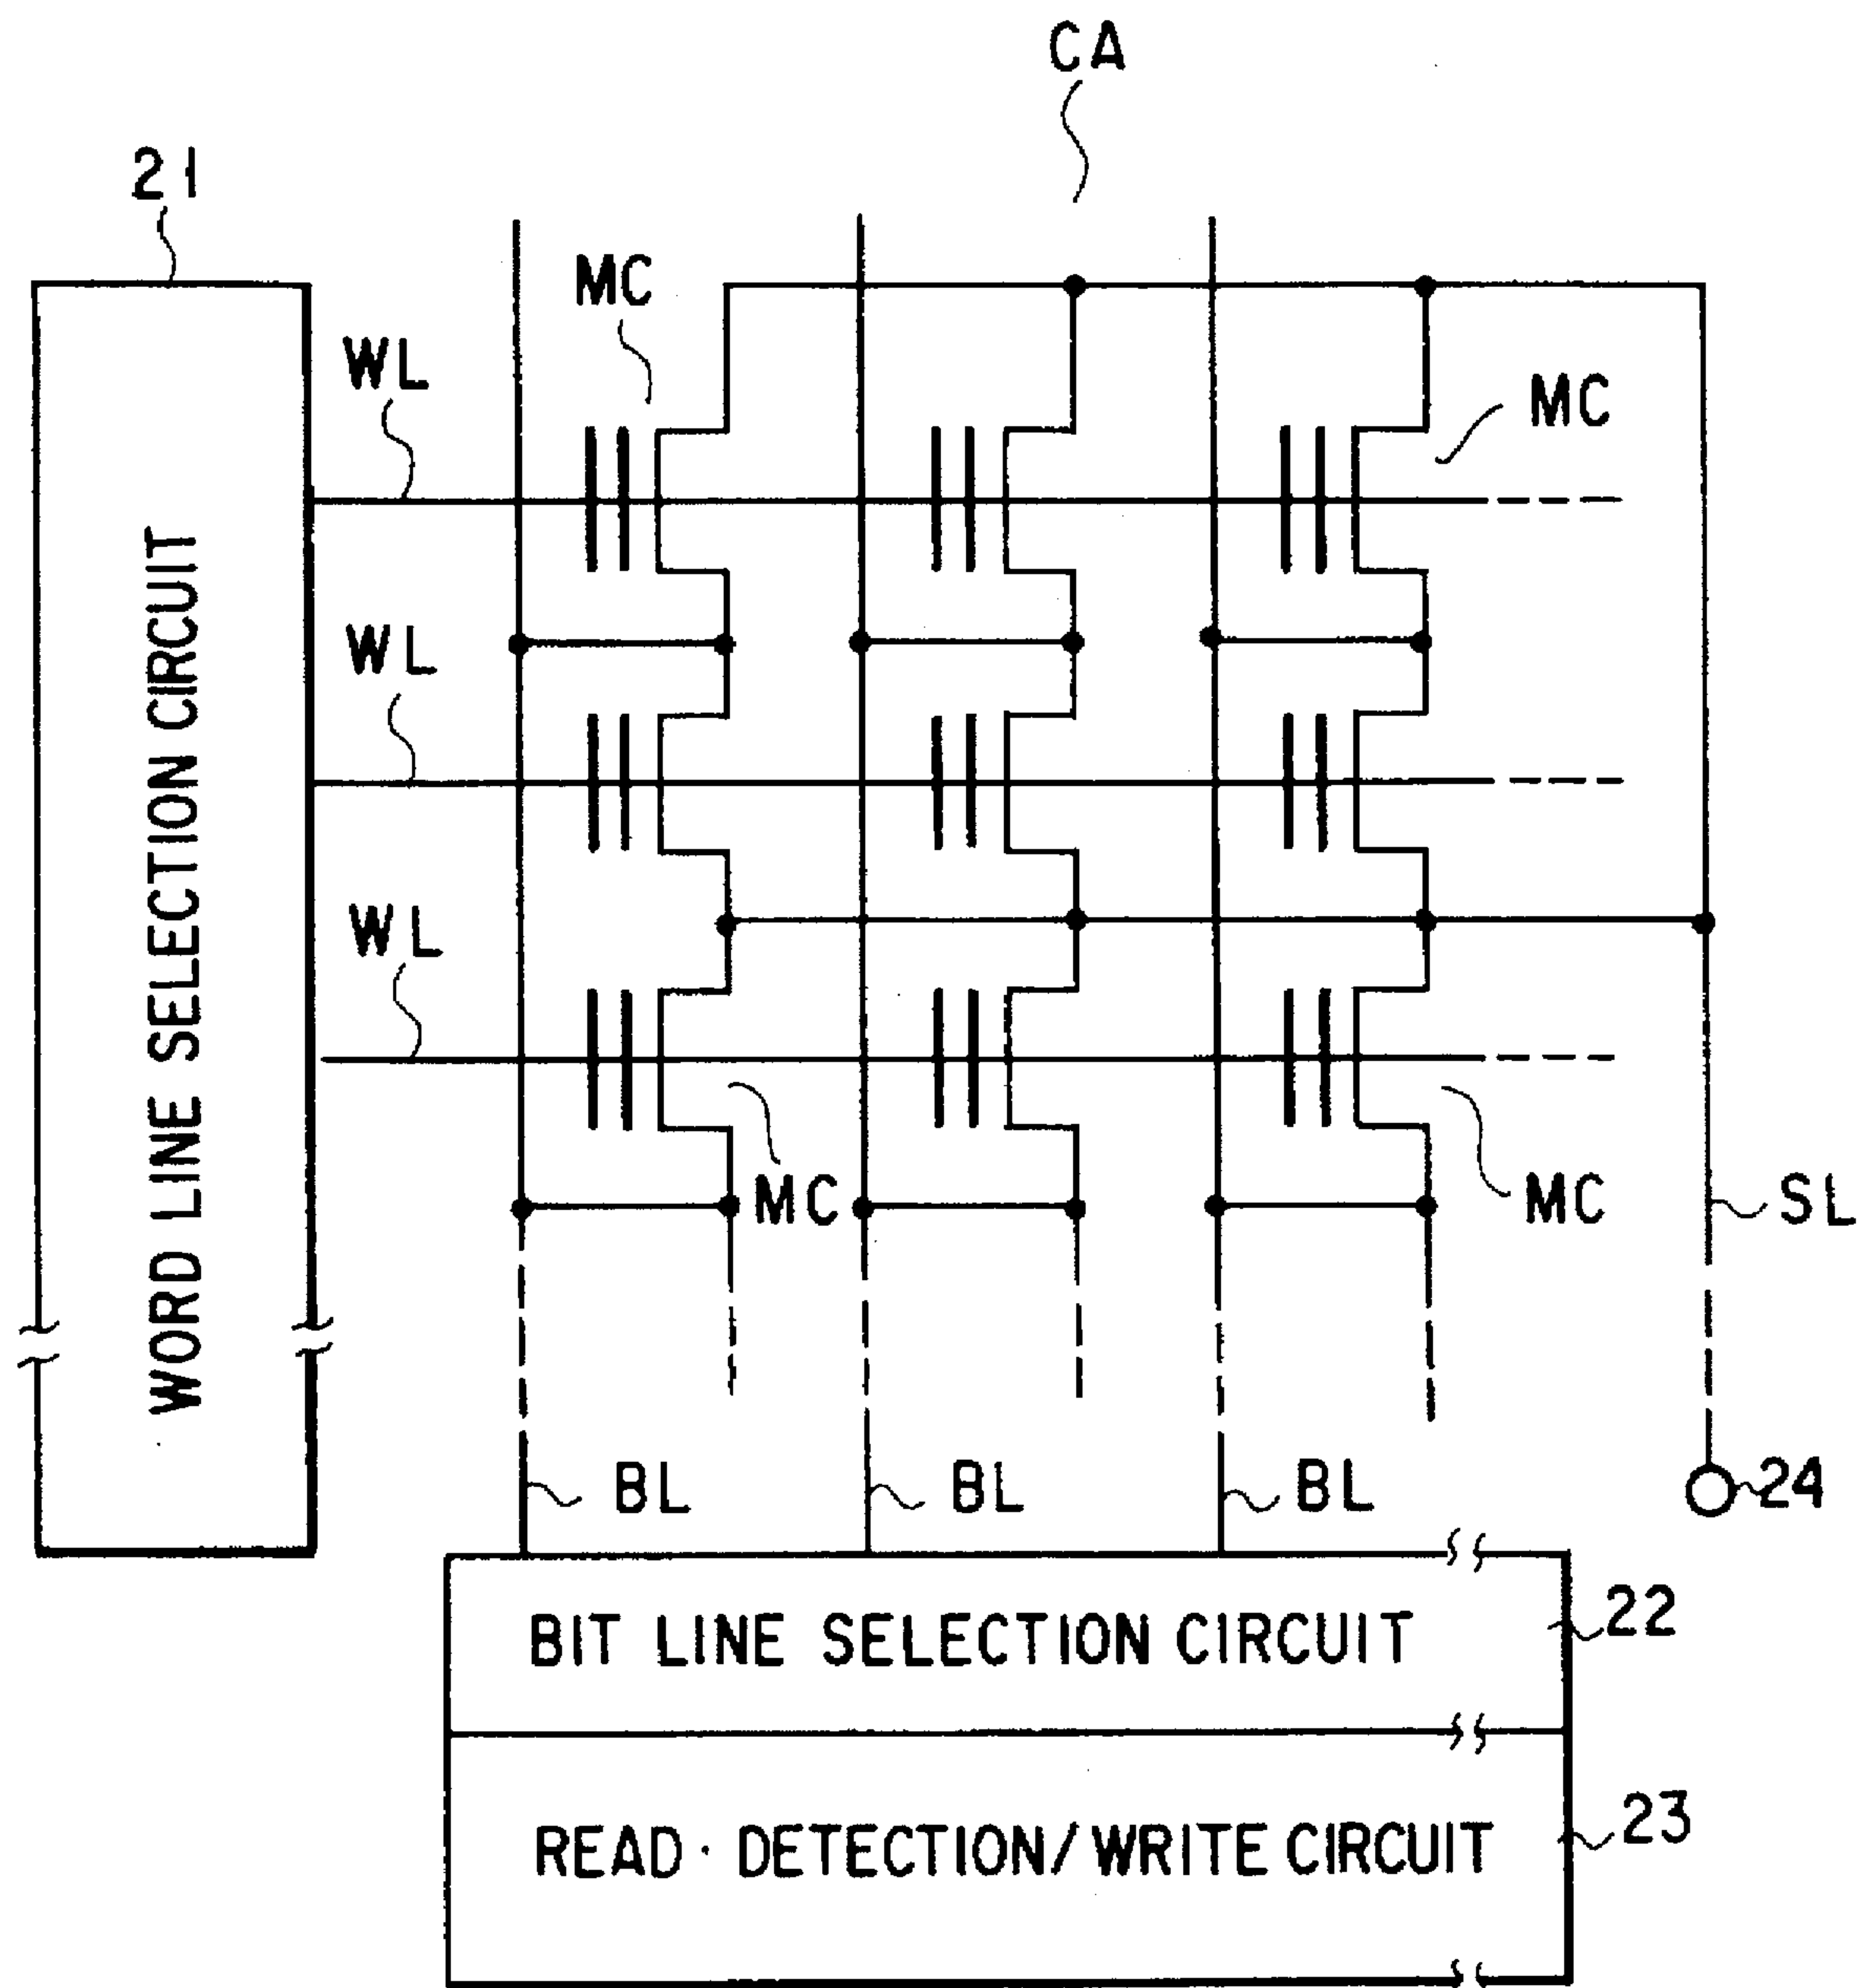 CA
21
MC
WL
MC
WORD LINE SELECTION CIRCUIT
WL
WL
MC
MC
SL
BL
BL
BL
24
BIT LINE SELECTION CIRCUIT
22
READ · DETECTION/WRITE CIRCUIT
23